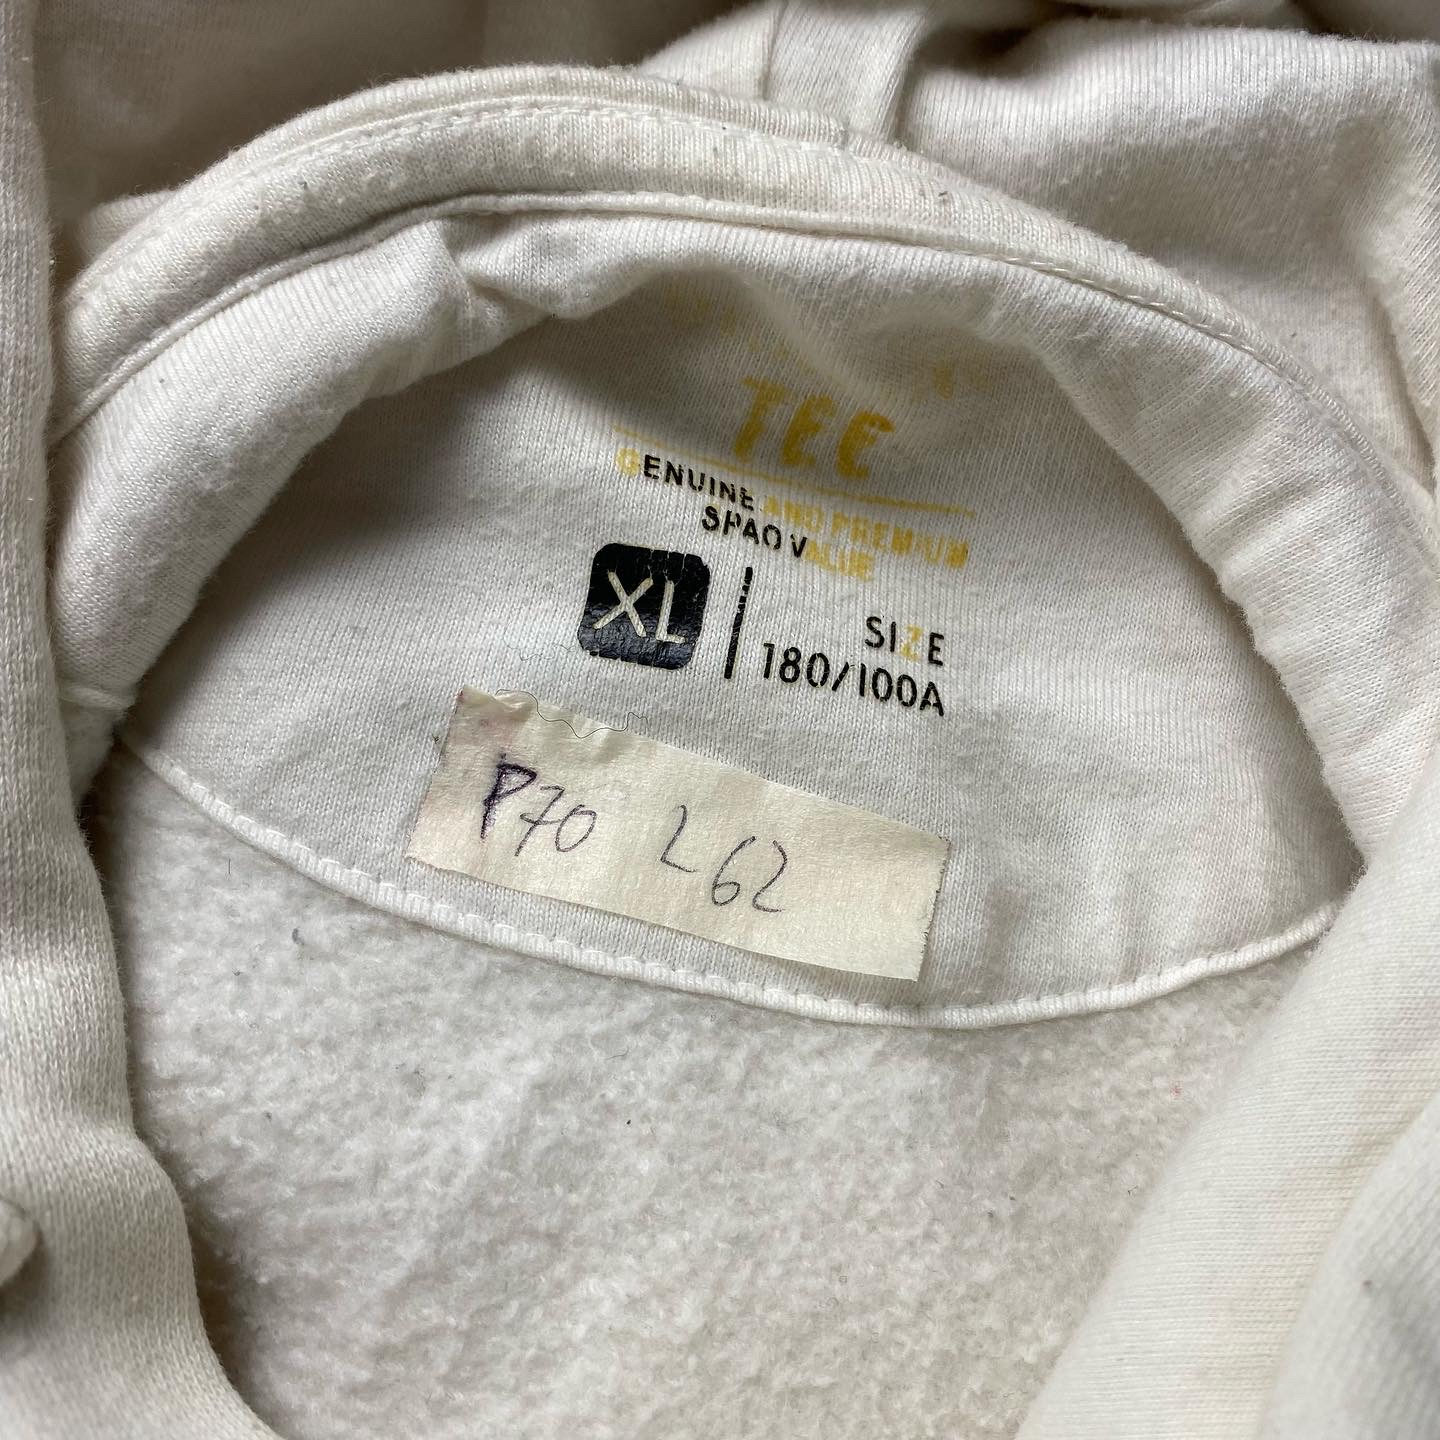 TEE
GENUINE AND PREMIUM
SPAO VALUE
XL
SIZE
180/100A
P70 L62